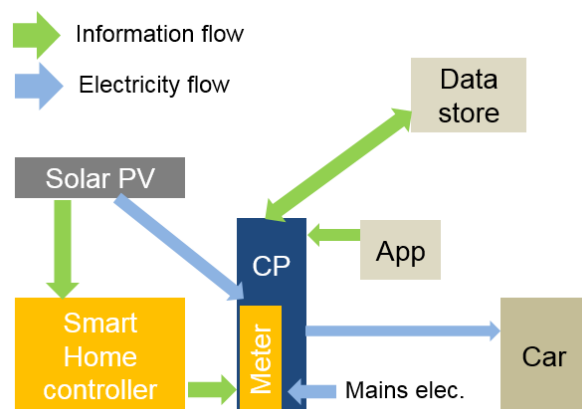 Information flow
Electricity flow
Data
store
Solar PV
CP
App
Smart
Home
controller
Meter
Mains elec.
Car